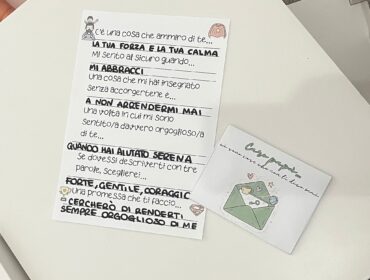 C'è una cosa che ammiro di te...
LA TUA FORZA E LA TUA CALMA
Mi sento al sicuro quando...
MI ABBRACCI
Una cosa che mi hai insegnato
senza accorgertene è...
A NON ARRENDERMI MAI
Una volta in cui mi sono
sentito/a davvero orgoglioso/a
di te...
QUANDO HAI AIUTATO SERENA
Se dovessi descriverti con tre
parole, sceglierei...
FORTE, GENTILE, CORAGGIO
Una promessa che ti faccio...
CERCHERÒ DI RENDERTI
SEMPRE ORGOGLIOSO DI ME
Caro papà...